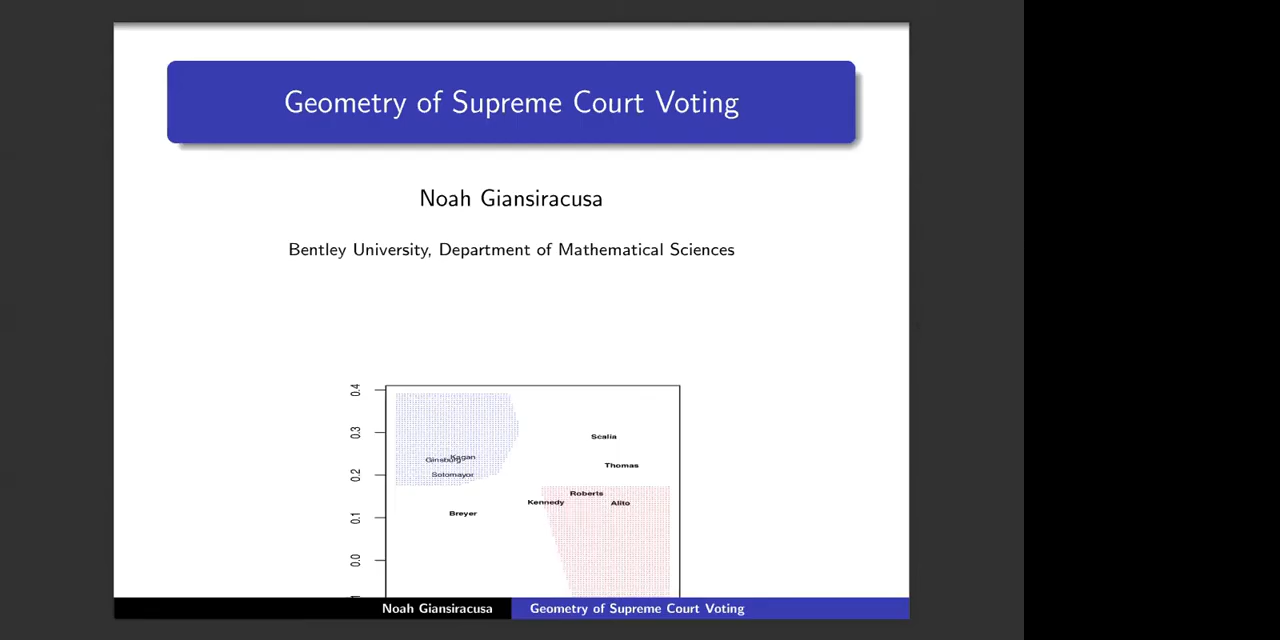 Geometry of Supreme Court Voting
Noah Giansiracusa
Bentley University, Department of Mathematical Sciences
0.4
0.3
Scalia
Kagan
Ginsburg
Thomas
0.2
Sotomayor
Roberts
Kennedy
Alito
0.1
Breyer
0.0
Noah Giansiracusa
Geometry of Supreme Court Voting